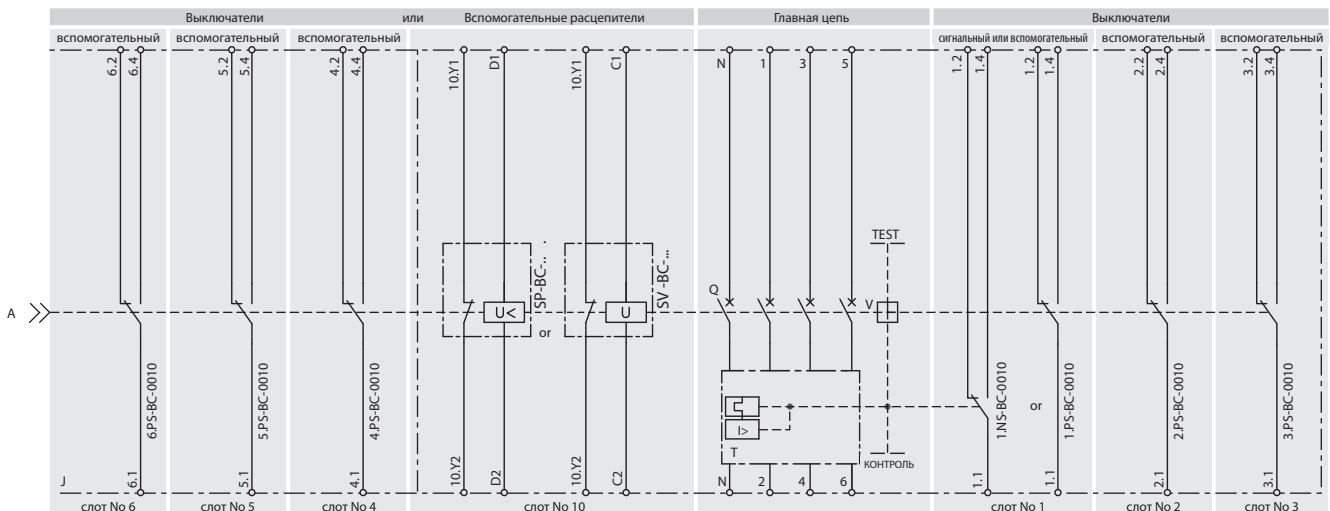 Выключатели
или
Вспомогательные расцепители
Главная цепь
Выключатели
вспомогательный
вспомогательный
вспомогательный
сигнальный или вспомогательный
вспомогательный
вспомогательный
6.2
6.4
5.2
5.4
4.2
4.4
10.Y1
D1
10.Y1
C1
N
1
3
5
1.2
1.4
1.2
1.4
2.2
2.4
3.2
3.4
TEST
SP-BC-...
SV -BC-...
Q
V
A
U<
U
or
6.PS-BC-0010
5.PS-BC-0010
4.PS-BC-0010
I>
T
1.NS-BC-0010
or
1.PS-BC-0010
2.PS-BC-0010
3.PS-BC-0010
КОНТРОЛЬ
J
6.1
5.1
4.1
10.Y2
D2
10.Y2
C2
N
2
4
6
1.1
1.1
2.1
3.1
слот No 6
слот No 5
слот No 4
слот No 10
слот No 1
слот No 2
слот No 3